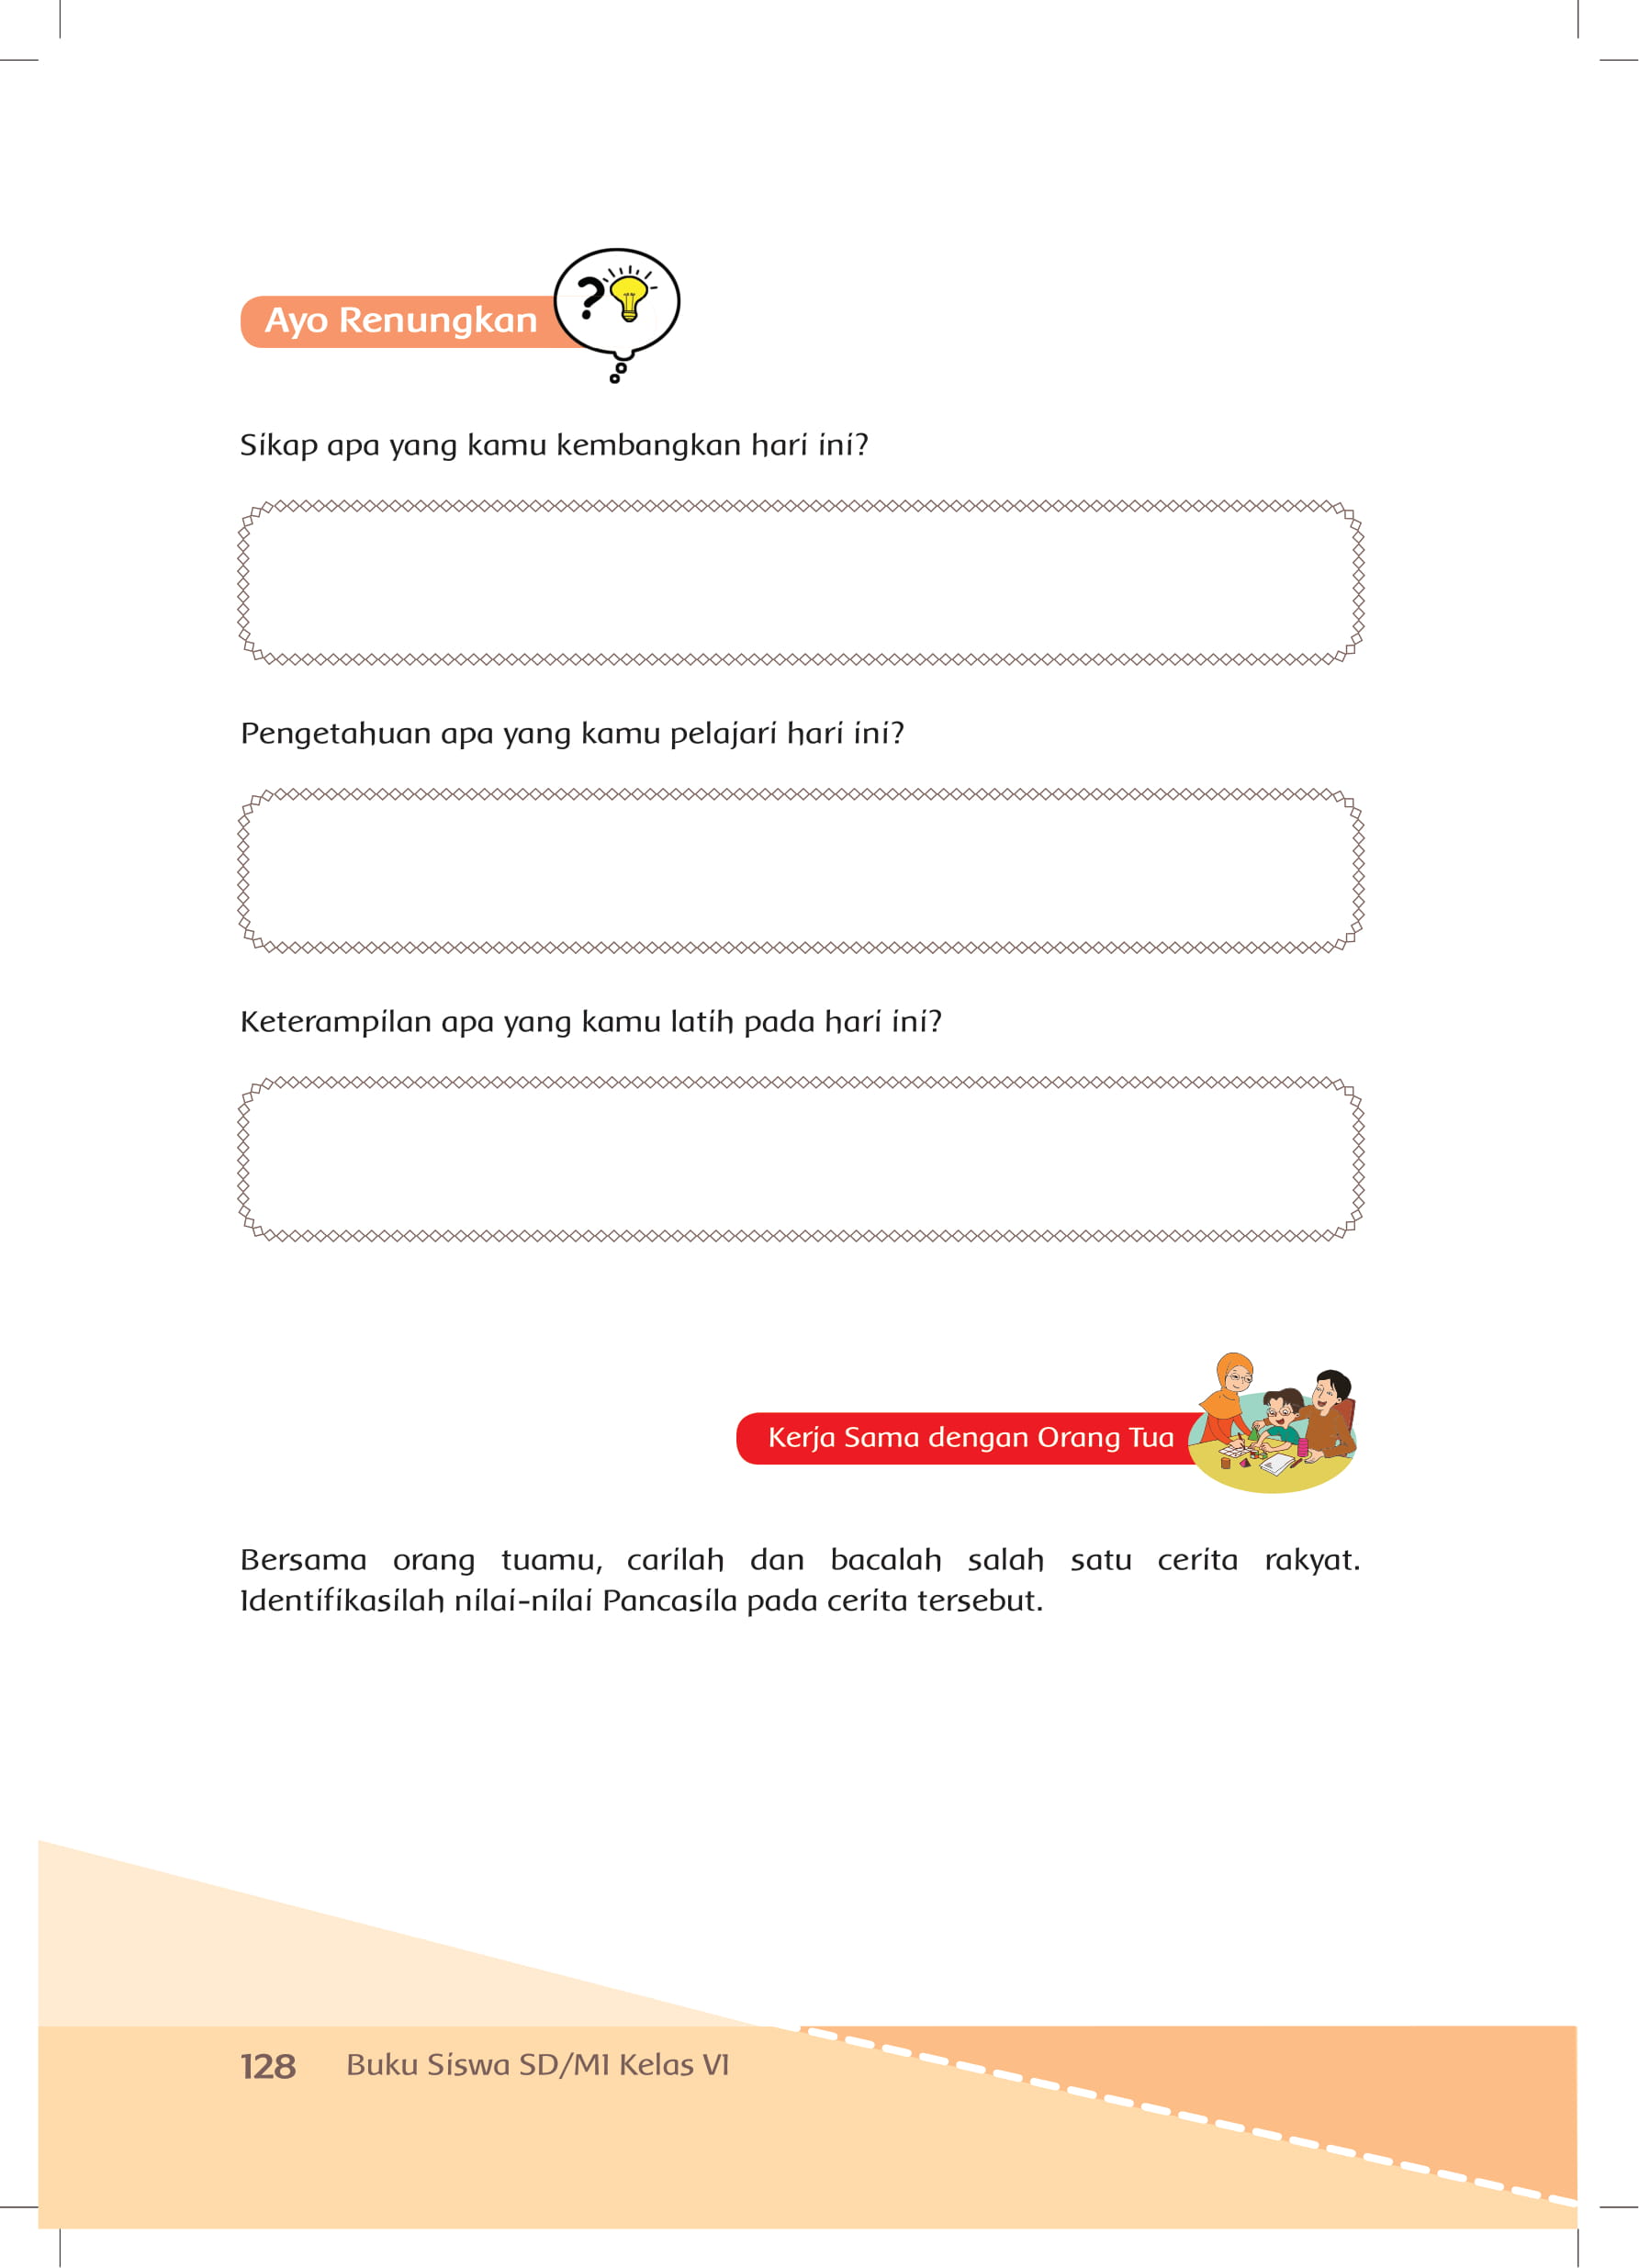 Ayo Renungkan
Sikap apa yang kamu kembangkan hari ini?
Pengetahuan apa yang kamu pelajari hari ini?
Keterampilan apa yang kamu latih pada hari ini?
Kerja Sama dengan Orang Tua
Bersama orang tuamu, carilah dan bacalah salah satu cerita rakyat.
Identifikasilah nilai-nilai Pancasila pada cerita tersebut.
128 Buku Siswa SD/MI Kelas VI